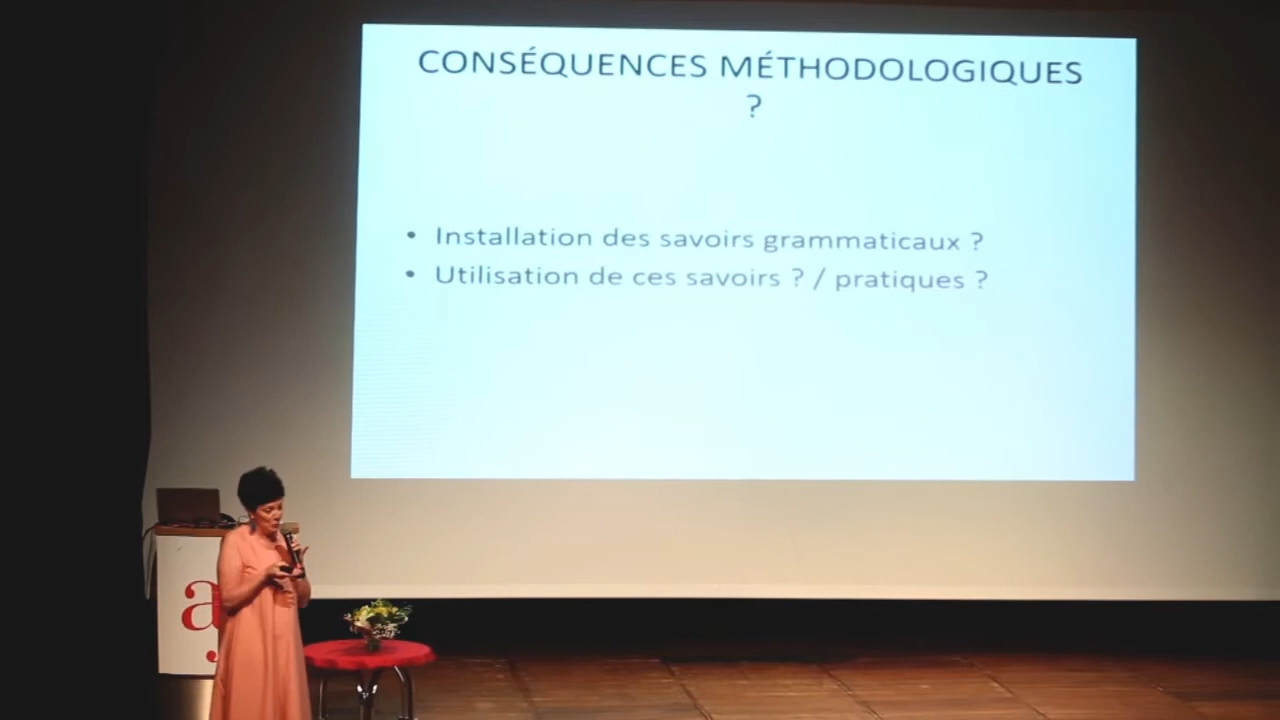 CONSÉQUENCES MÉTHODOLOGIQUES
?
• Installation des savoirs grammaticaux ?
• Utilisation de ces savoirs ? / pratiques ?
a